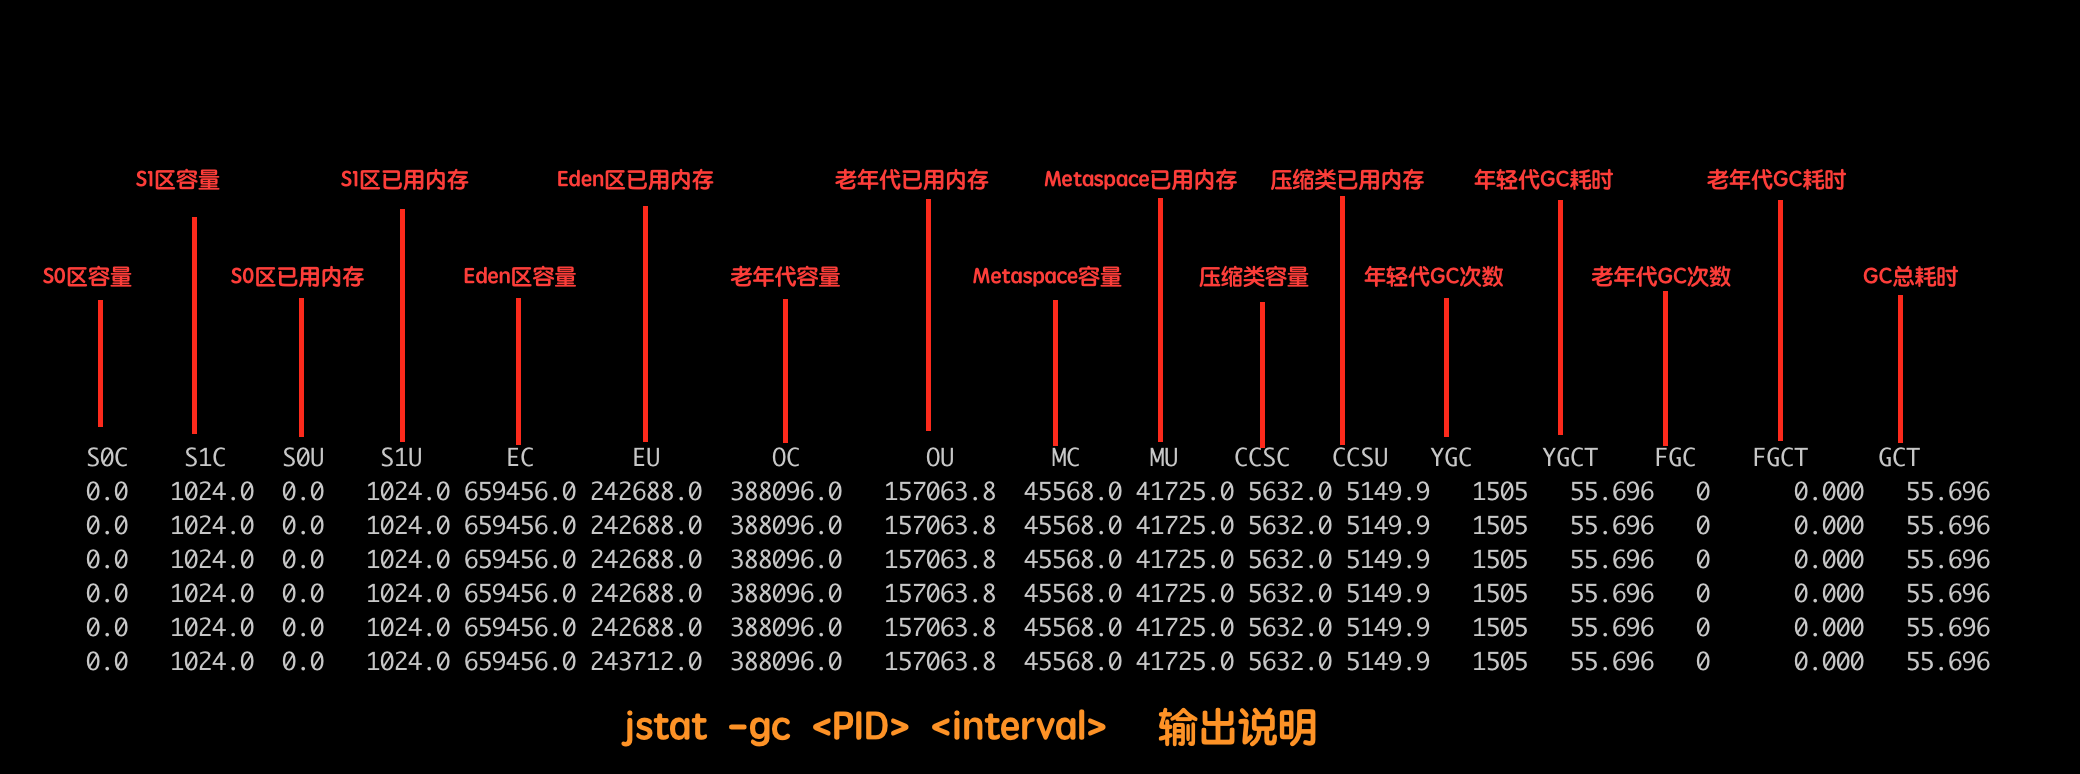 S1区容量 S1区已用内存 Eden区已用内存 老年代已用内存 Metaspace已用内存 压缩类已用内存 年轻代GC耗时 老年代GC耗时
S0区容量 S0区已用内存 Eden区容量 老年代容量 Metaspace容量 压缩类容量 年轻代GC次数 老年代GC次数 GC总耗时
S0C S1C S0U S1U EC EU OC OU MC MU CCSC CCSU YGC YGCT FGC FGCT GCT
0.0 1024.0 0.0 1024.0 659456.0 242688.0 388096.0 157063.8 45568.0 41725.0 5632.0 5149.9 1505 55.696 0 0.000 55.696
0.0 1024.0 0.0 1024.0 659456.0 242688.0 388096.0 157063.8 45568.0 41725.0 5632.0 5149.9 1505 55.696 0 0.000 55.696
0.0 1024.0 0.0 1024.0 659456.0 242688.0 388096.0 157063.8 45568.0 41725.0 5632.0 5149.9 1505 55.696 0 0.000 55.696
0.0 1024.0 0.0 1024.0 659456.0 242688.0 388096.0 157063.8 45568.0 41725.0 5632.0 5149.9 1505 55.696 0 0.000 55.696
0.0 1024.0 0.0 1024.0 659456.0 242688.0 388096.0 157063.8 45568.0 41725.0 5632.0 5149.9 1505 55.696 0 0.000 55.696
0.0 1024.0 0.0 1024.0 659456.0 243712.0 388096.0 157063.8 45568.0 41725.0 5632.0 5149.9 1505 55.696 0 0.000 55.696
jstat -gc <PID> <interval> 输出说明